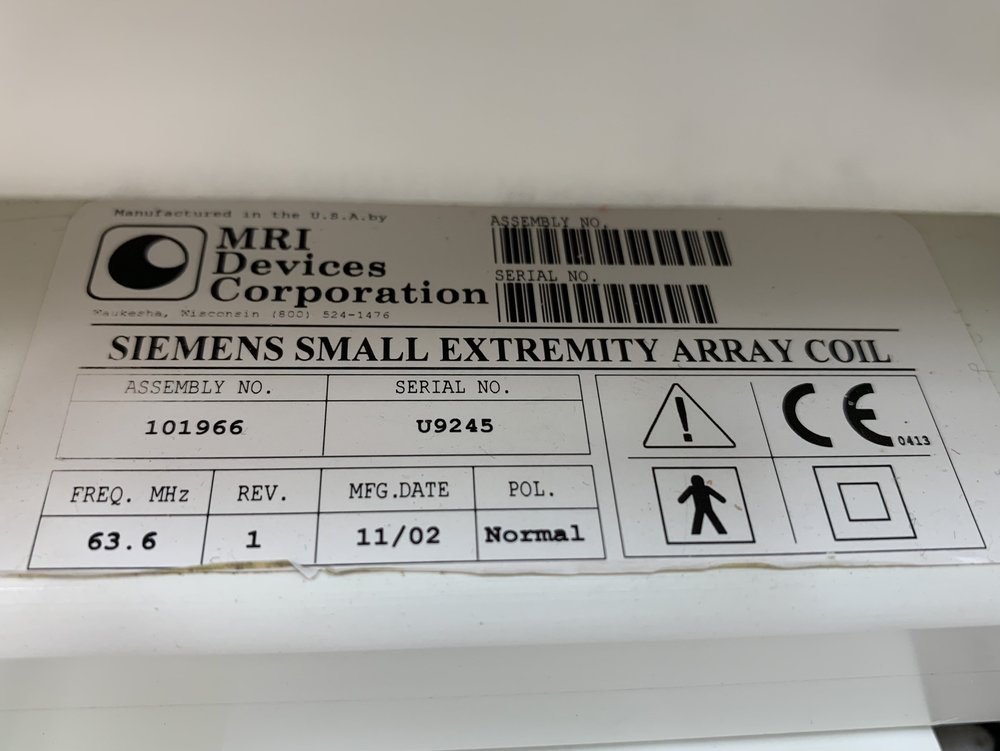 Manufactured in the U.S.A.by
MRI
Devices
Corporation
Waukesha, Wisconsin (800) 524-1476
ASSEMBLY NO.
SERIAL NO.
SIEMENS SMALL EXTREMITY ARRAY COIL
ASSEMBLY NO. SERIAL NO.
101966 U9245
CE 0413
FREQ. MHz REV. MFG.DATE POL.
63.6 1 11/02 Normal